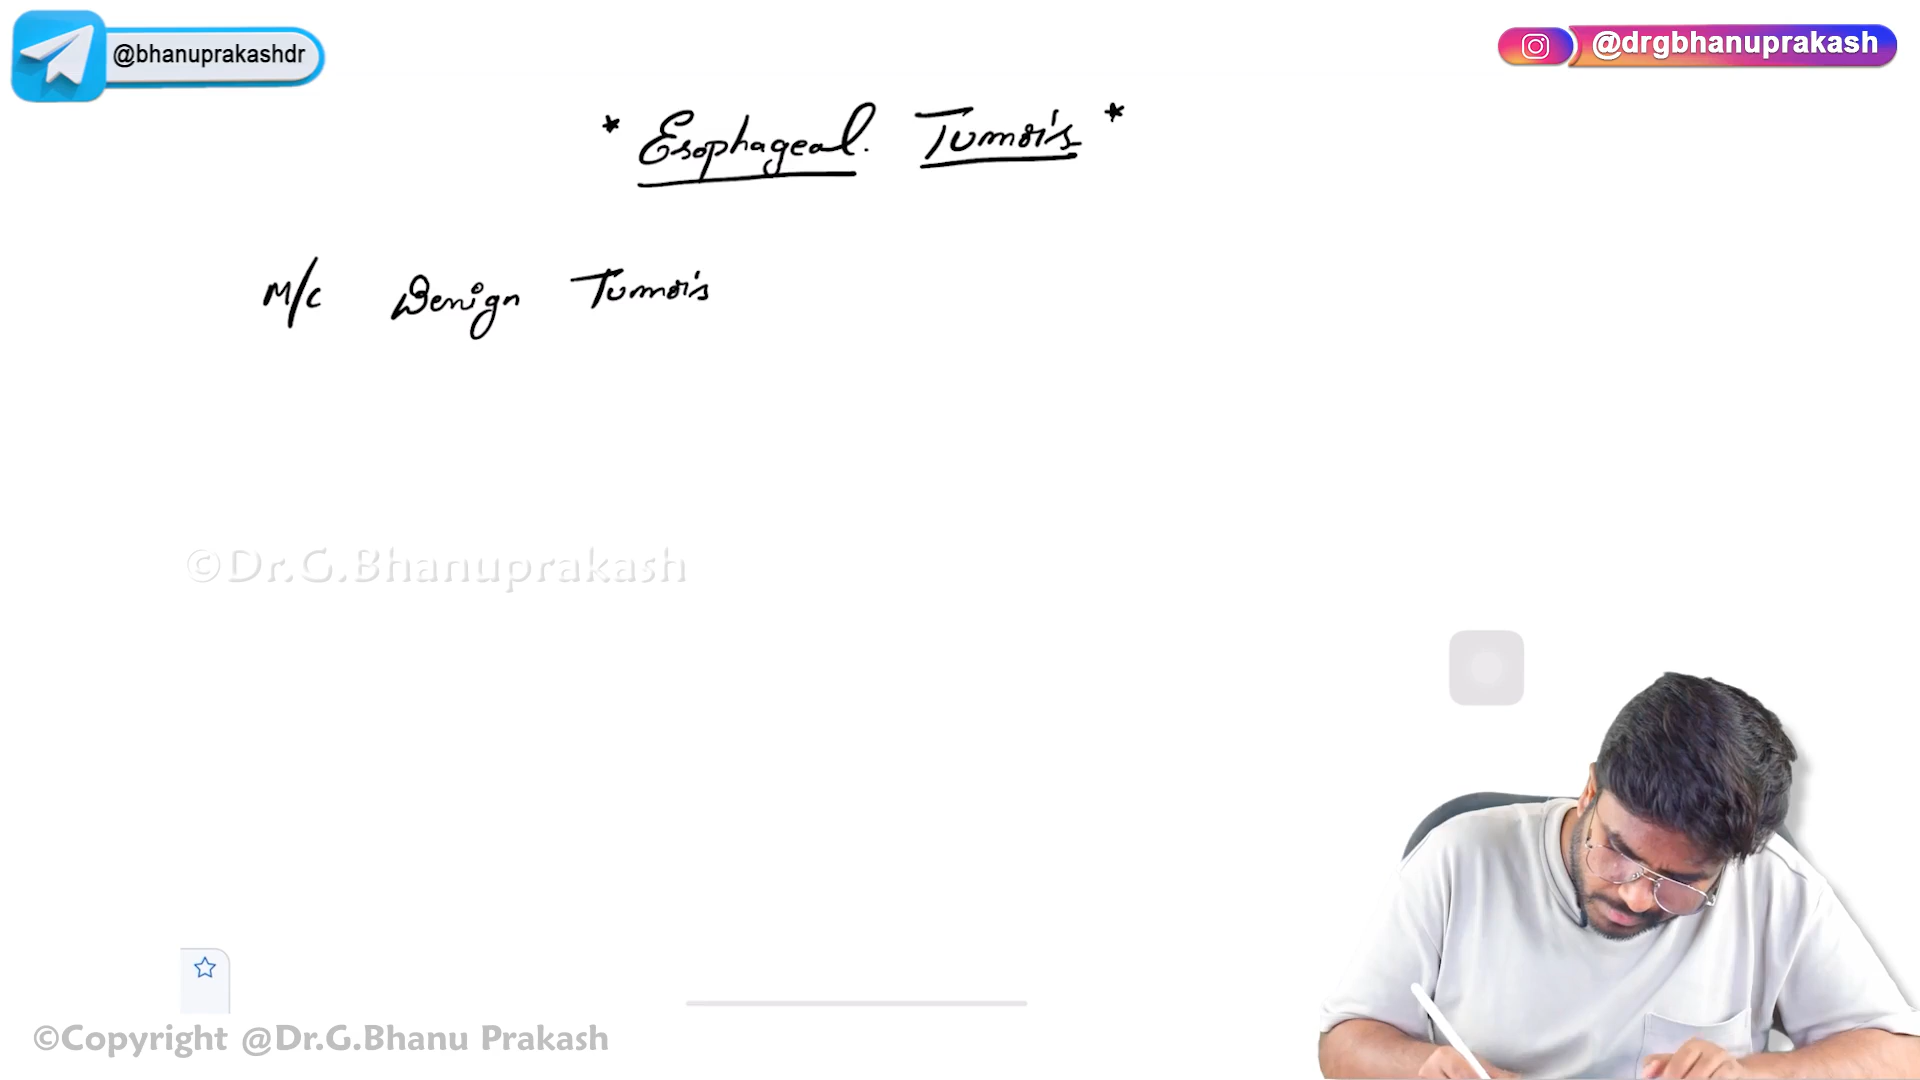 @bhanuprakashdr
@drgbhanuprakash
* Esophageal Tumors *
M/C Benign Tumors
©Dr.G.Bhanuprakash
©Copyright @Dr.G.Bhanu Prakash